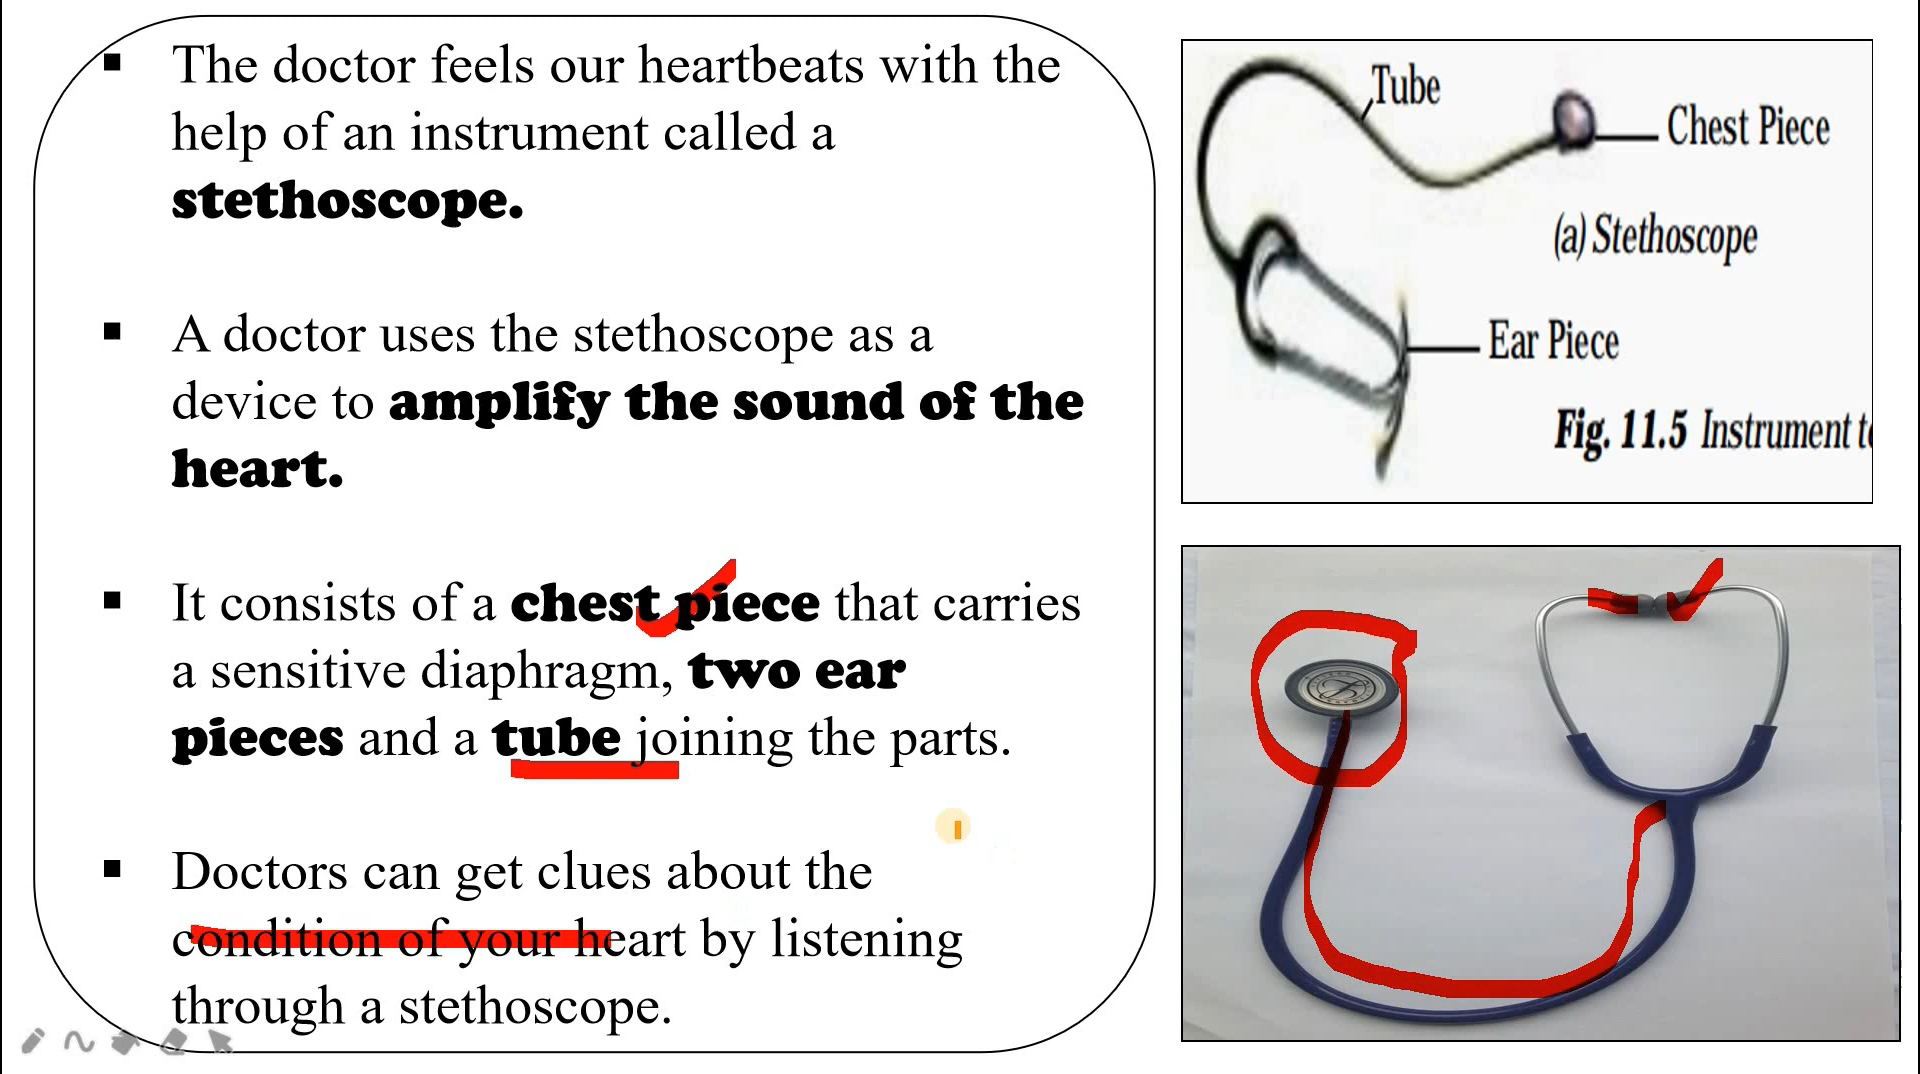 The doctor feels our heartbeats with the
help of an instrument called a
stethoscope.
A doctor uses the stethoscope as a
device to amplify the sound of the
heart.
It consists of a chest piece that carries
a sensitive diaphragm, two ear
pieces and a tube joining the parts.
Doctors can get clues about the
condition of your heart by listening
through a stethoscope.
Tube
Chest Piece
(a) Stethoscope
Ear Piece
Fig. 11.5 Instrument t